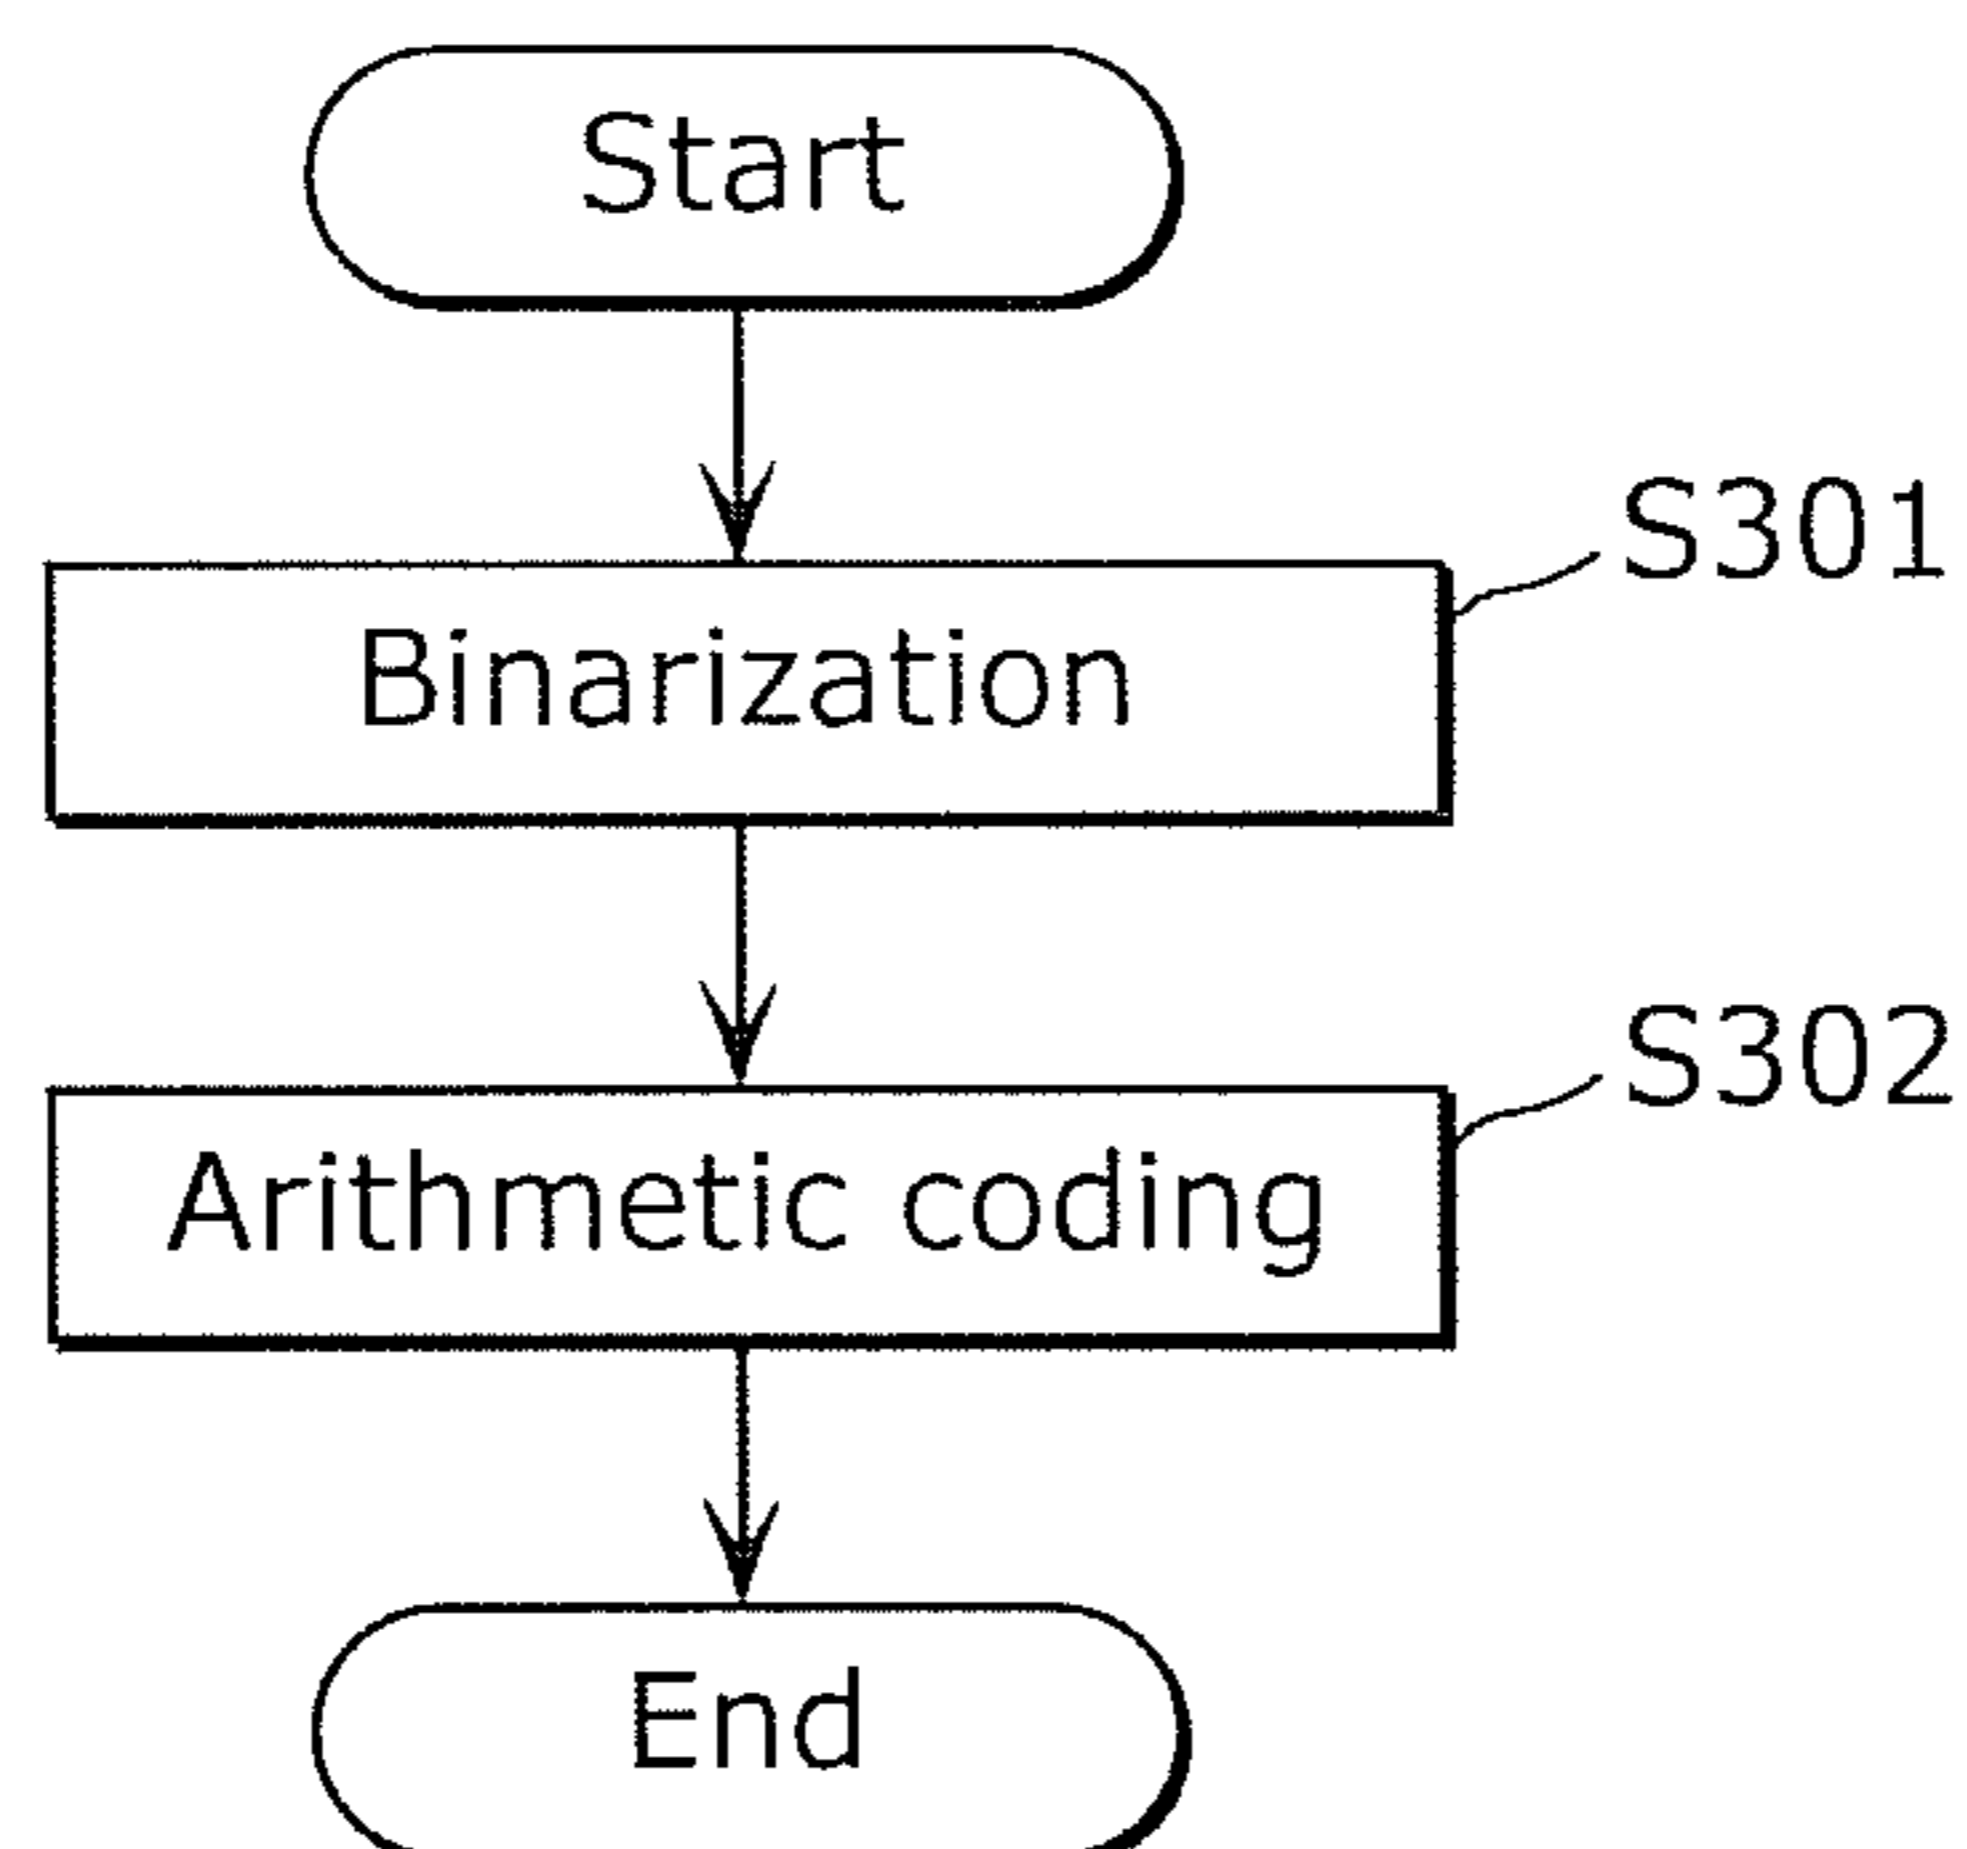 Start
S301
Binarization
S302
Arithmetic coding
End